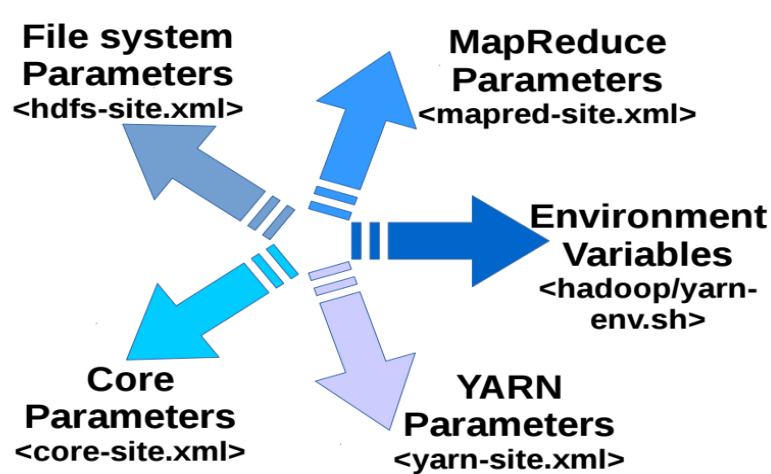 File system
Parameters
<hdfs-site.xml>
MapReduce
Parameters
<mapred-site.xml>
Environment
Variables
<hadoop/yarn-
env.sh>
Core
Parameters
<core-site.xml>
YARN
Parameters
<yarn-site.xml>